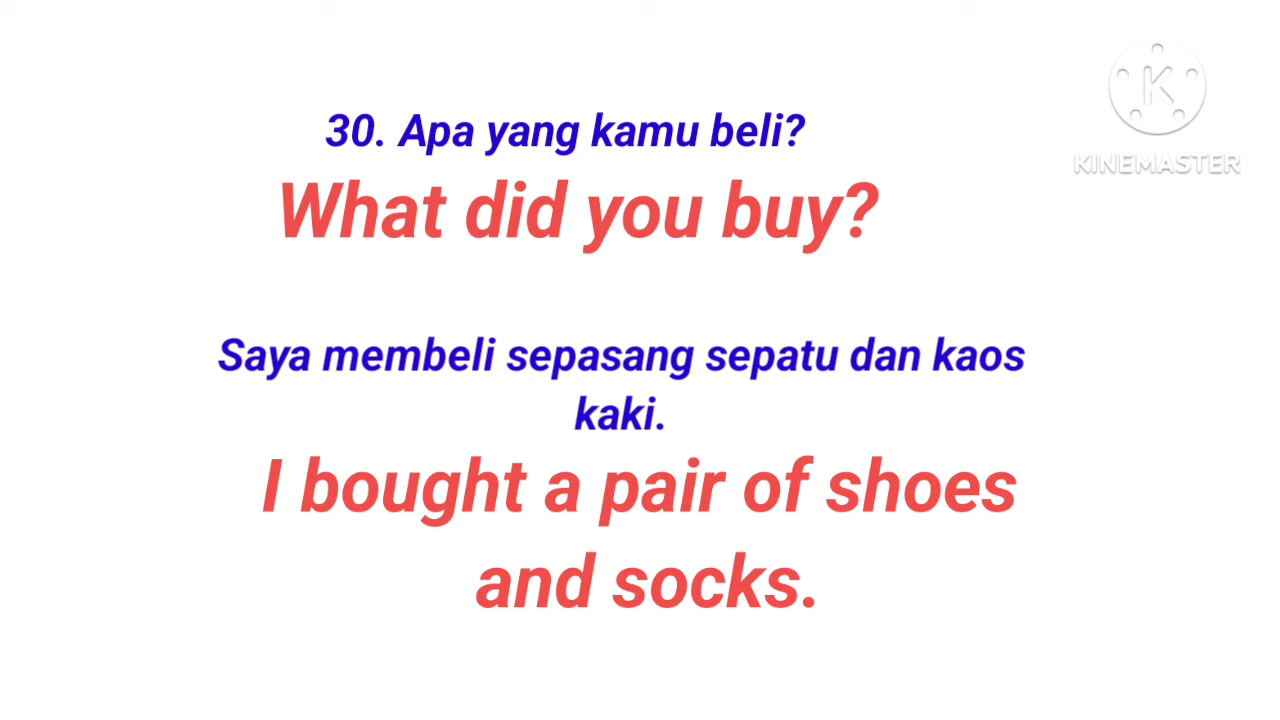 30. Apa yang kamu beli?
What did you buy?
Saya membeli sepasang sepatu dan kaos
kaki.
I bought a pair of shoes
and socks.
K
KINEMASTER